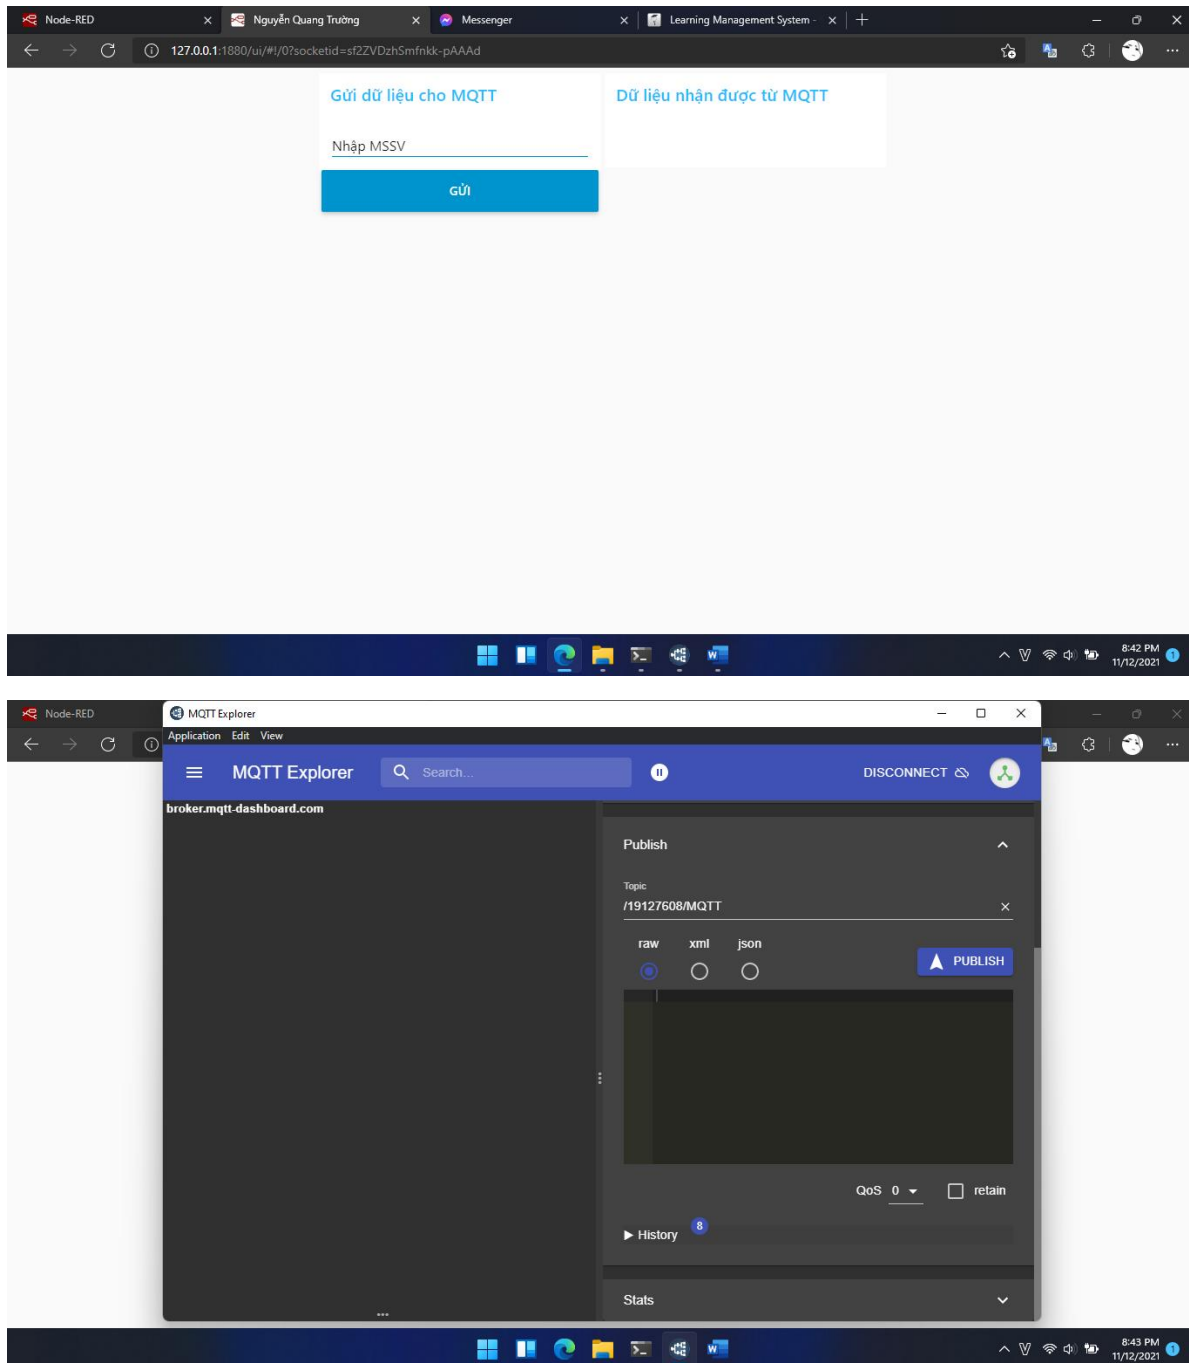 Node-RED
Nguyễn Quang Trường
Messenger
Learning Management System -
127.0.0.1:1880/ui/#!/0?socketid=sf2ZVDzhSmfnkk-pAAAd
Gửi dữ liệu cho MQTT
Dữ liệu nhận được từ MQTT
Nhập MSSV
GỬI
8:42 PM
11/12/2021
1
Node-RED
MQTT Explorer
Application Edit View
MQTT Explorer
Search...
DISCONNECT
broker.mqtt-dashboard.com
Publish
Topic
/19127608/MQTT
raw xml json
PUBLISH
QoS 0
retain
History 8
Stats
8:43 PM
11/12/2021
1